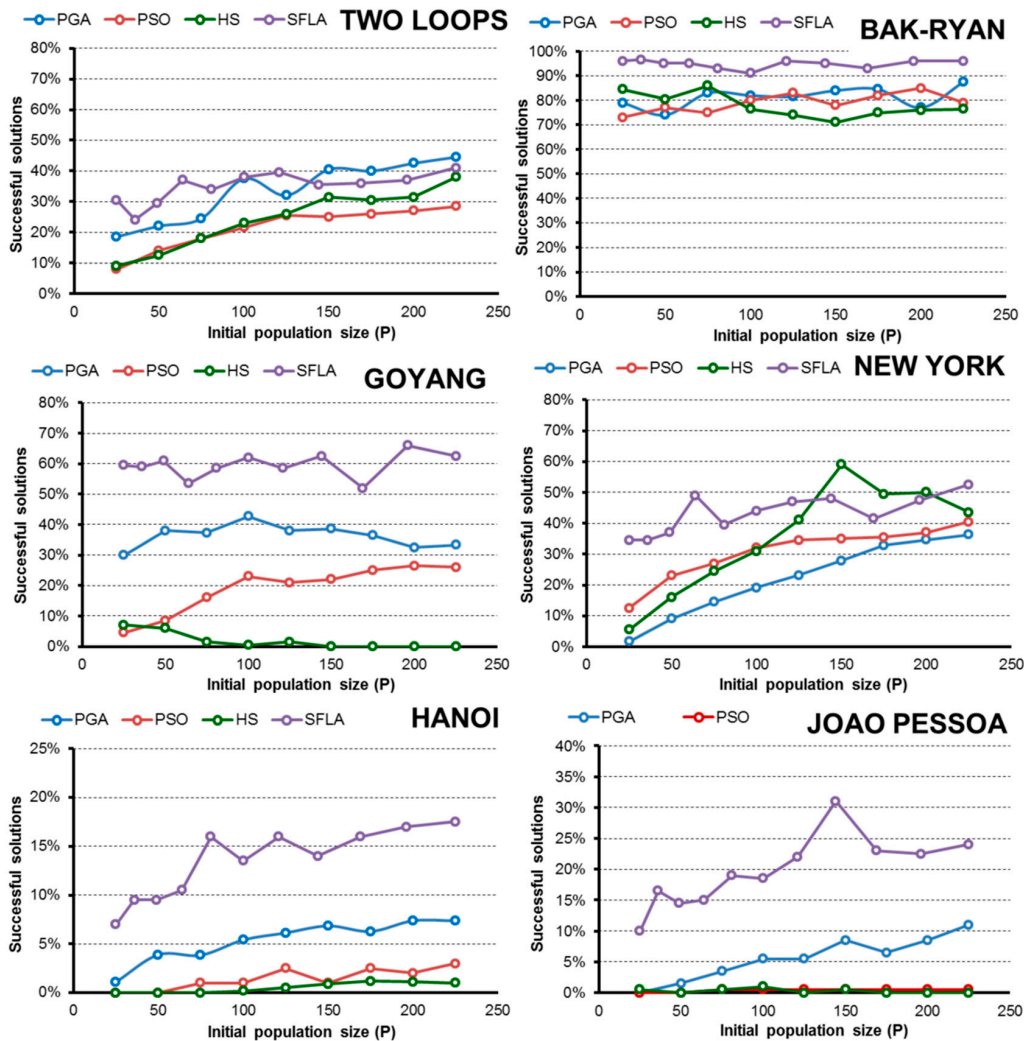 PGA PSO HS SFLA TWO LOOPS
80%
70%
60%
50%
40%
30%
20%
10%
0%
Successful solutions
0 50 100 150 200 250
Initial population size (P)
PGA PSO HS SFLA BAK-RYAN
100%
90%
80%
70%
60%
50%
40%
30%
20%
10%
0%
Successful solutions
0 50 100 150 200 250
Initial population size (P)
PGA PSO HS SFLA GOYANG
80%
70%
60%
50%
40%
30%
20%
10%
0%
Successful solutions
0 50 100 150 200 250
Initial population size (P)
PGA PSO HS SFLA NEW YORK
80%
70%
60%
50%
40%
30%
20%
10%
0%
Successful solutions
0 50 100 150 200 250
Initial population size (P)
PGA PSO HS SFLA HANOI
25%
20%
15%
10%
5%
0%
Successful solutions
0 50 100 150 200 250
Initial population size (P)
PGA PSO JOAO PESSOA
40%
35%
30%
25%
20%
15%
10%
5%
0%
Successful solutions
0 50 100 150 200 250
Initial population size (P)